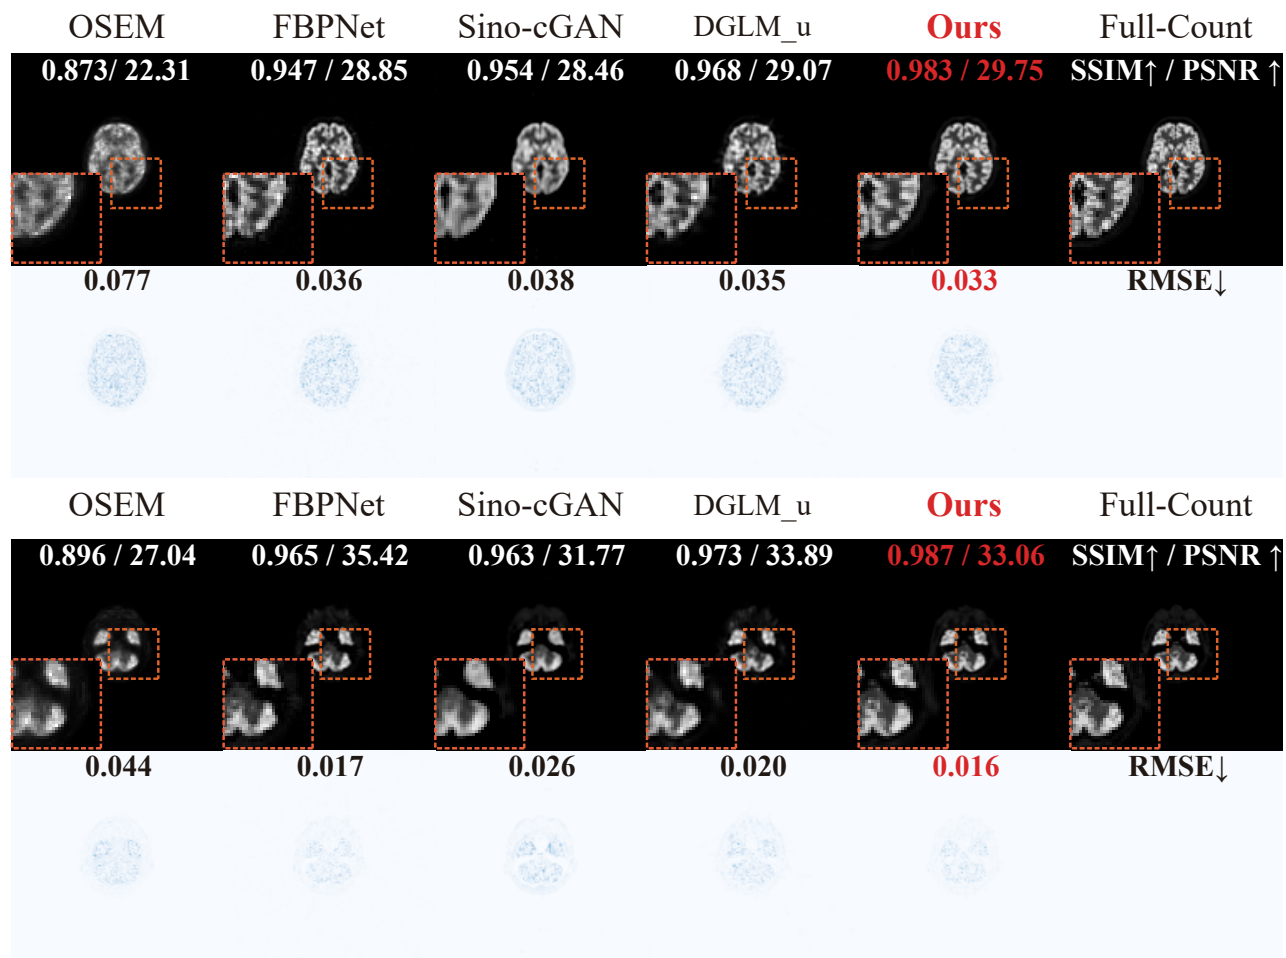 OSEM FBPNet Sino-cGAN DGLM_u Ours Full-Count
0.873/ 22.31 0.947 / 28.85 0.954 / 28.46 0.968 / 29.07 0.983 / 29.75 SSIM↑ / PSNR ↑
0.077 0.036 0.038 0.035 0.033 RMSE↓
OSEM FBPNet Sino-cGAN DGLM_u Ours Full-Count
0.896 / 27.04 0.965 / 35.42 0.963 / 31.77 0.973 / 33.89 0.987 / 33.06 SSIM↑ / PSNR ↑
0.044 0.017 0.026 0.020 0.016 RMSE↓